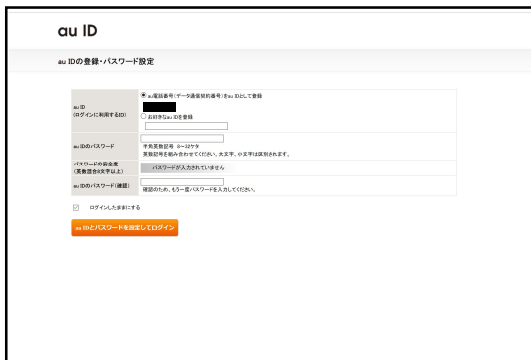 au ID
au IDの登録・パスワード設定
au電話番号(データ通信契約番号)をau IDとして登録
au ID
(ログインに利用するID)
お好きなau IDを登録
au IDのパスワード
半角英数記号 8～32ケタ
英数記号を組み合わせてください。大文字、小文字は区別されます。
パスワードの安全度
(英数混合8文字以上)
パスワードが入力されていません
au IDのパスワード(確認)
確認のため、もう一度パスワードを入力してください。
ログインしたままにする
au IDとパスワードを設定してログイン